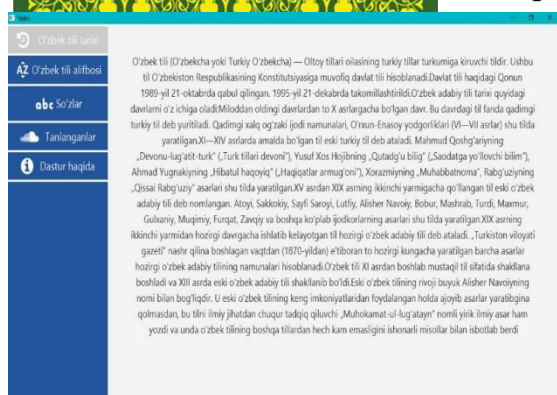 O'zbek tili tarixi
O'zbek tili alifbosi
abc So'zlar
Tanlanganlar
Dastur haqida
O'zbek tili (O'zbekcha yoki Turkiy O'zbekcha) — Oltoy tillari oilasining turkiy tillar turkumiga kiruvchi tildir. Ushbu
til O'zbekiston Respublikasining Konstitutsiyasiga muvofiq davlat tili hisoblanadi.Davlat tili haqidagi Qonun
1989-yil 21-oktabrda qabul qilingan. 1995-yil 21-dekabrda takomillashtirildi.O'zbek adabiy tili tarixi quyidagi
davrlarni o'z ichiga oladi:Miloddan oldingi davrlardan to X asrlargacha bo'lgan davr. Bu davrdagi til fanda qadimgi
turkiy til deb yuritiladi. Qadimgi xalq og'zaki ijodi namunalari, O'rxun-Enasoy yodgorliklari (VI—VII asrlar) shu tilda
yaratilgan.XI—XIV asrlarda amalda bo'lgan til eski turkiy til deb ataladi. Mahmud Qoshg'ariyning
„Devonu-lug'atit-turk" („Turk tillari devoni"), Yusuf Xos Hojibning „Qutadg'u bilig" („Saodatga yo'llovchi bilim"),
Ahmad Yugnakiyning „Hibatul haqoyiq" („Haqiqatlar armug'oni"), Xorazmiyning „Muhabbatnoma", Rabg'uziyning
„Qissai Rabg'uziy" asarlari shu tilda yaratilgan.XV asrdan XIX asrning ikkinchi yarmigacha qo'llangan til eski o'zbek
adabiy tili deb nomlangan. Atoyi, Sakkokiy, Sayfi Saroyi, Lutfiy, Alisher Navoiy, Bobur, Mashrab, Turdi, Maxmur,
Gulxaniy, Muqimiy, Furqat, Zavqiy va boshqa ko'plab ijodkorlarning asarlari shu tilda yaratilgan.XIX asrning
ikkinchi yarmidan hozirgi davrgacha ishlatib kelayotgan til hozirgi o'zbek adabiy tili deb ataladi. „Turkiston viloyati
gazeti" nashr qilina boshlagan vaqtdan (1870-yildan) e'tiboran to hozirgi kungacha yaratilgan barcha asarlar
hozirgi o'zbek adabiy tilining namunalari hisoblanadi.O'zbek tili XI asrdan boshlab mustaqil til sifatida shakllana
boshladi va XIII asrda eski o'zbek adabiy tili shakllanib bo'ldi.Eski o'zbek tilining rivoji buyuk Alisher Navoiyning
nomi bilan bog'liqdir. U eski o'zbek tilining keng imkoniyatlaridan foydalangan holda ajoyib asarlar yaratibgina
qolmasdan, bu tilni ilmiy jihatdan chuqur tadqiq qiluvchi „Muhokamat-ul-lug'atayn" nomli yirik ilmiy asar ham
yozdi va unda o'zbek tilining boshqa tillardan hech kam emasligini ishonarli misollar bilan isbotlab berdi